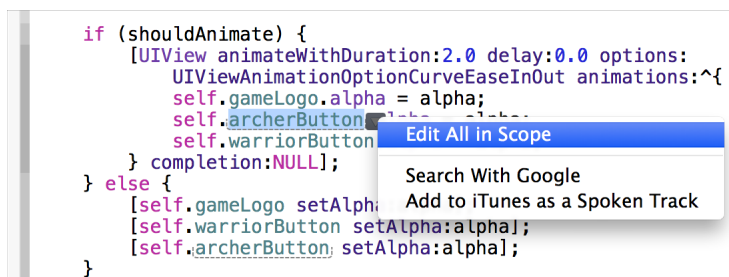 if (shouldAnimate) {
[UIView animateWithDuration:2.0 delay:0.0 options:
UIViewAnimationOptionCurveEaseInOut animations:^{
self.gameLogo.alpha = alpha;
self.archerButton
self.warriorButton
} completion:NULL];
} else {
[self.gameLogo setAlph
[self.warriorButton setAlpha:alpha];
[self.archerButton setAlpha:alpha];
}
Edit All in Scope
Search With Google
Add to iTunes as a Spoken Track